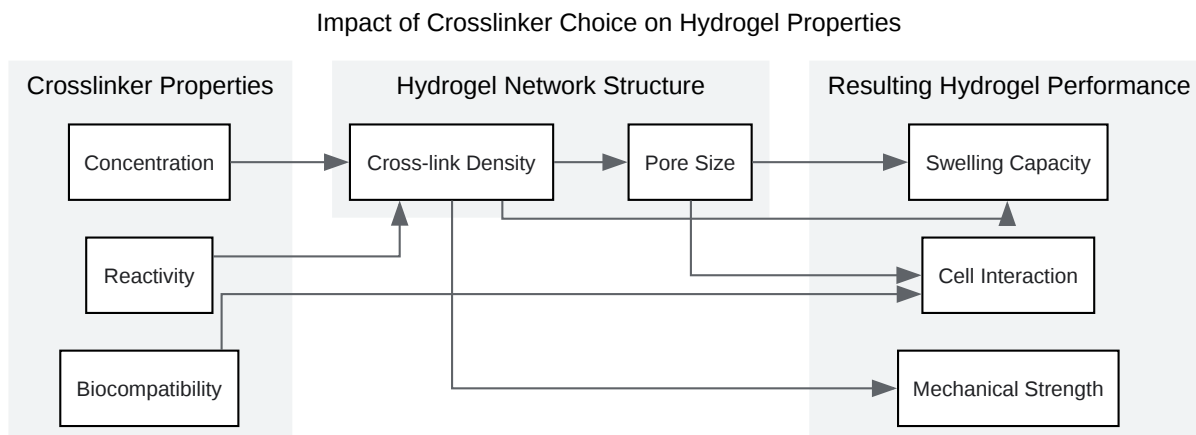 Impact of Crosslinker Choice on Hydrogel Properties
Crosslinker Properties
Hydrogel Network Structure
Resulting Hydrogel Performance
Concentration
Cross-link Density
Pore Size
Swelling Capacity
Reactivity
Cell Interaction
Biocompatibility
Mechanical Strength